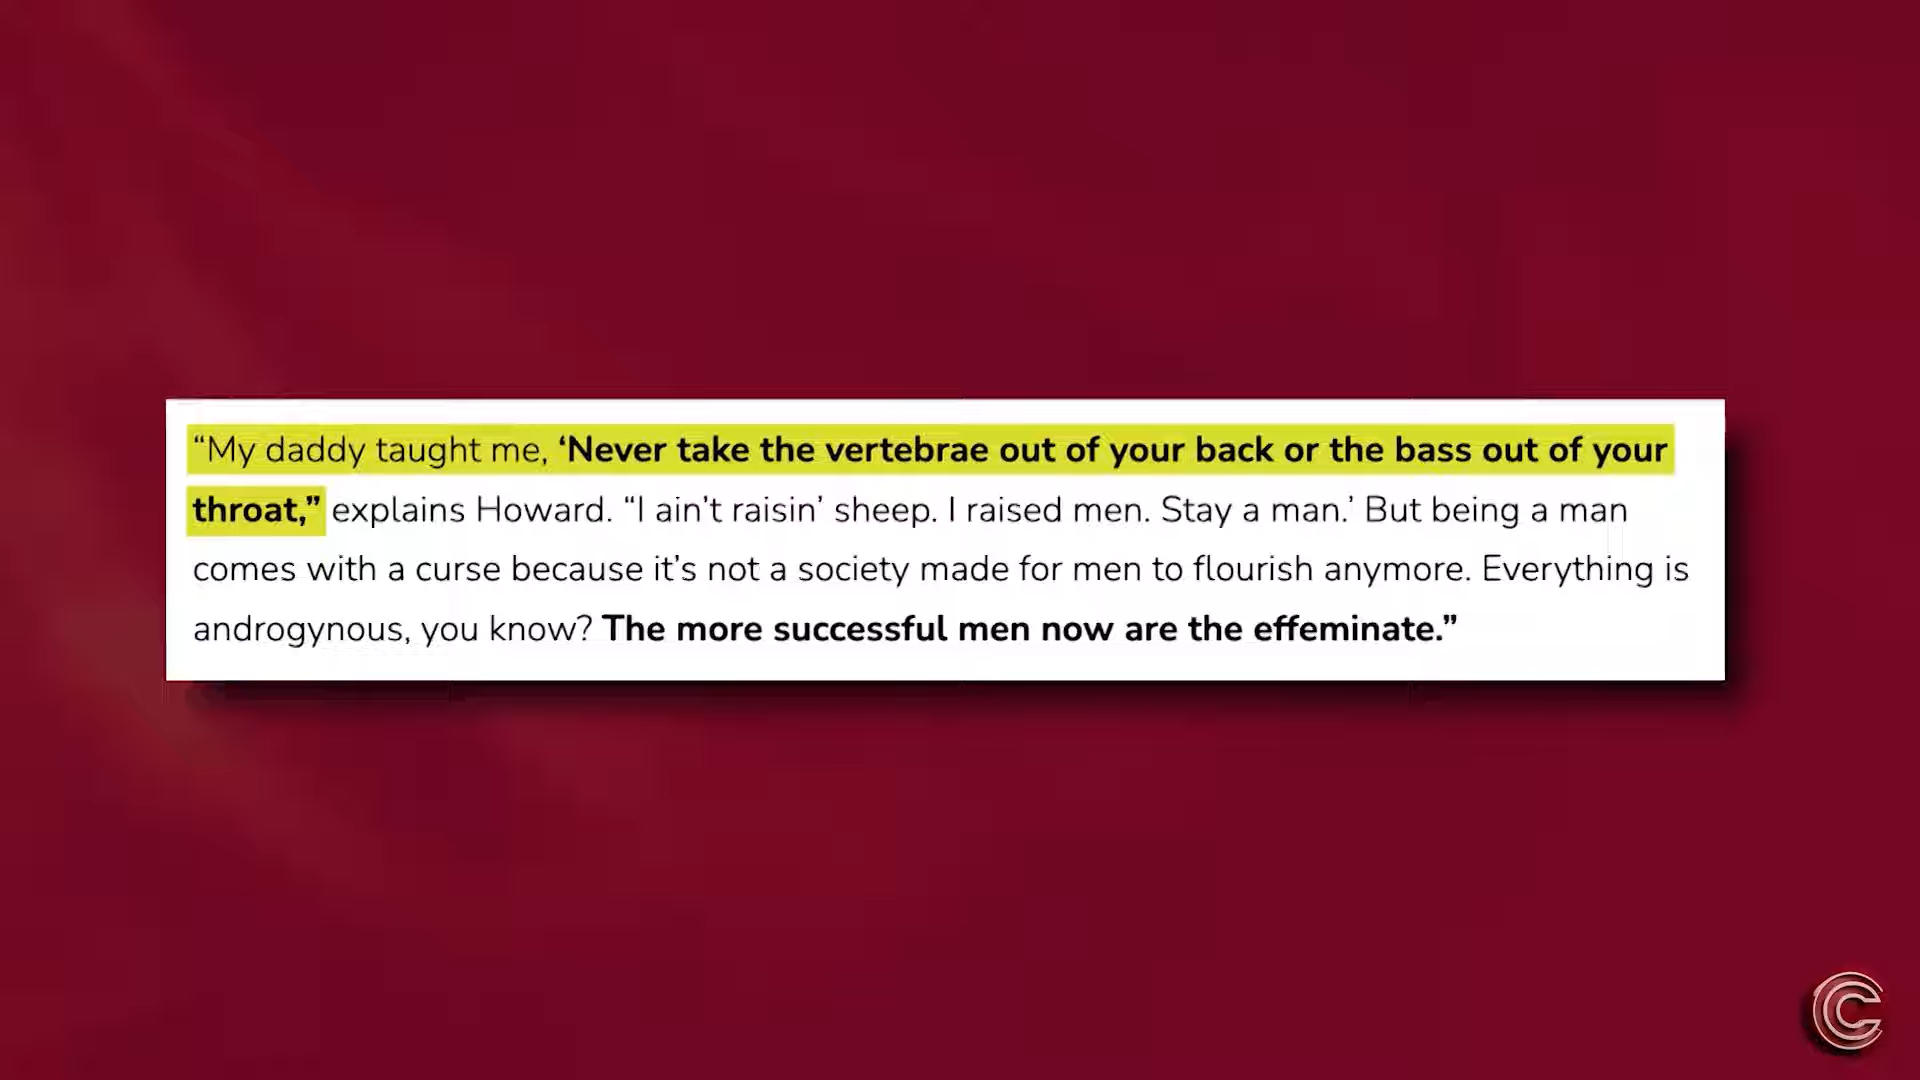 “My daddy taught me, ‘Never take the vertebrae out of your back or the bass out of your
throat,” explains Howard. “I ain’t raisin’ sheep. I raised men. Stay a man.’ But being a man
comes with a curse because it’s not a society made for men to flourish anymore. Everything is
androgynous, you know? The more successful men now are the effeminate.”